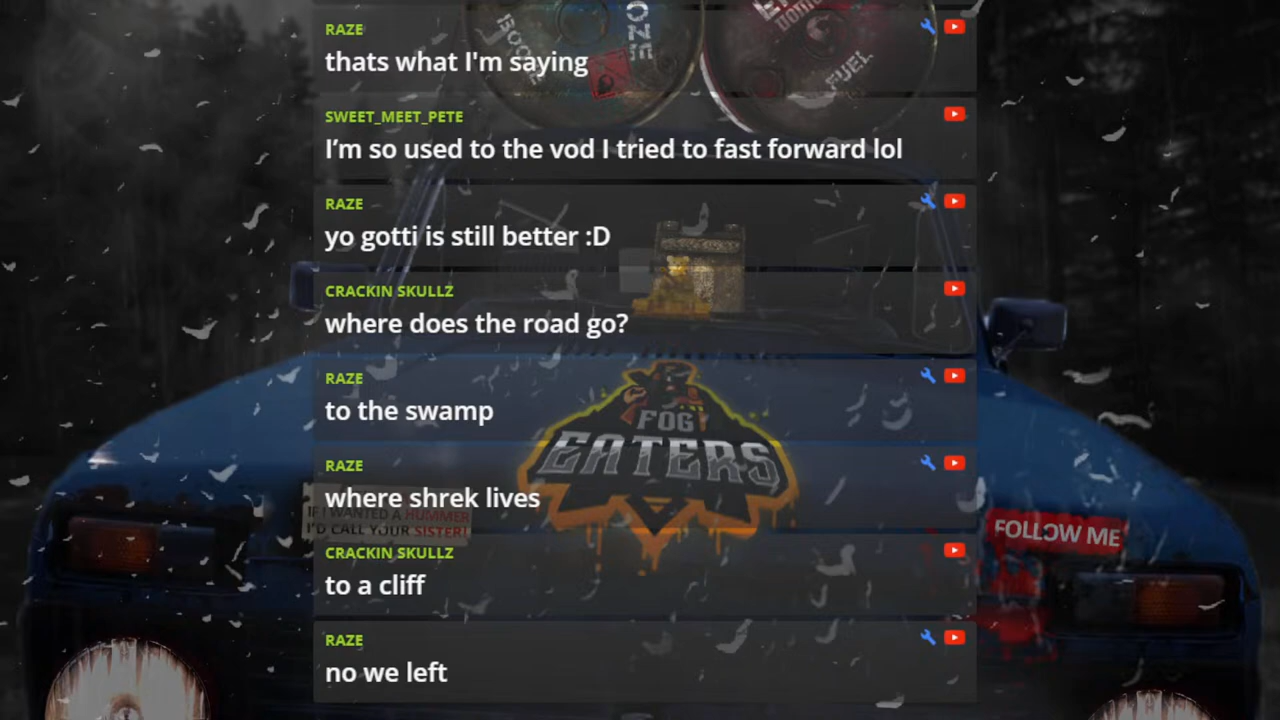 ONE
FUEL
RAZE
thats what I'm saying
SWEET_MEET_PETE
I’m so used to the vod I tried to fast forward lol
RAZE
yo gotti is still better :D
CRACKIN SKULLZ
where does the road go?
RAZE
to the swamp
FOG
EATERS
RAZE
where shrek lives
IF I WANTED A HUMMER
I'D CALL YOUR SISTER!
FOLLOW ME
CRACKIN SKULLZ
to a cliff
RAZE
no we left